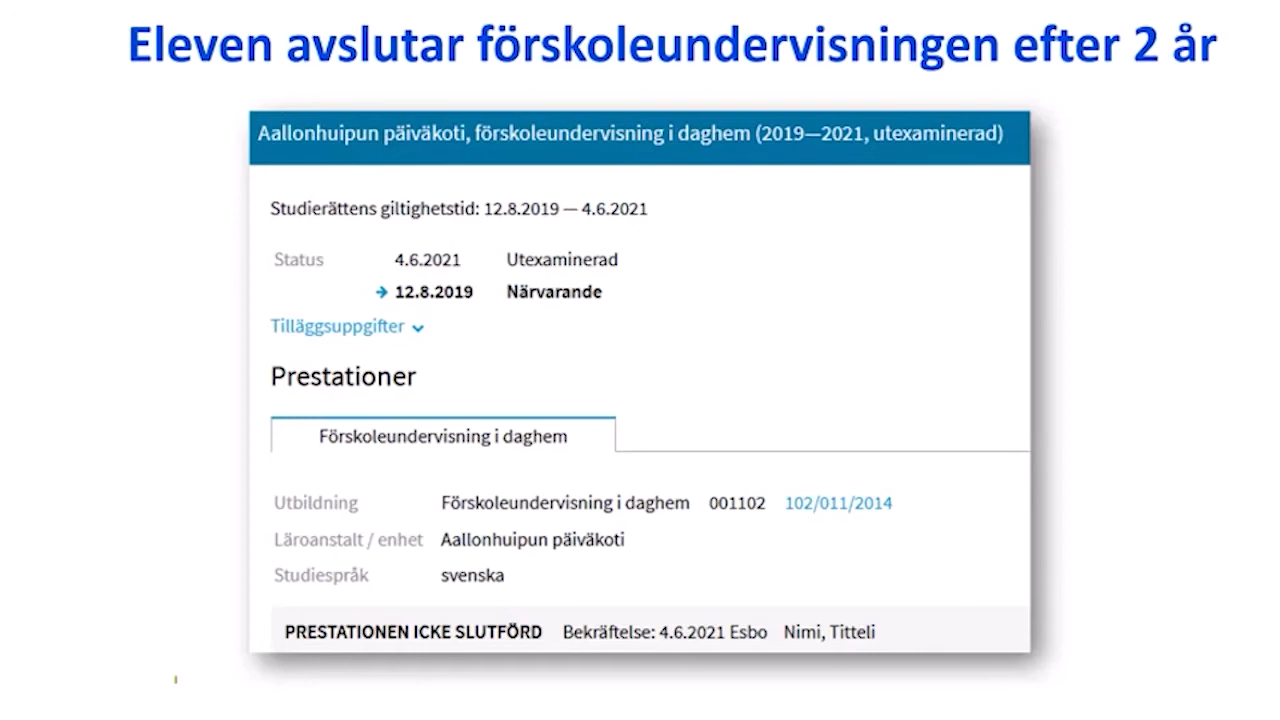 Eleven avslutar förskoleundervisningen efter 2 år
Aallonhuipun päiväkoti, förskoleundervisning i daghem (2019—2021, utexaminerad)
Studierättens giltighetstid: 12.8.2019 — 4.6.2021
Status 4.6.2021 Utexaminerad
→ 12.8.2019 Närvarande
Tilläggsuppgifter
Prestationer
Förskoleundervisning i daghem
Utbildning Förskoleundervisning i daghem 001102 102/011/2014
Läroanstalt / enhet Aallonhuipun päiväkoti
Studiespråk svenska
PRESTATIONEN ICKE SLUTFÖRD Bekräftelse: 4.6.2021 Esbo Nimi, Titteli